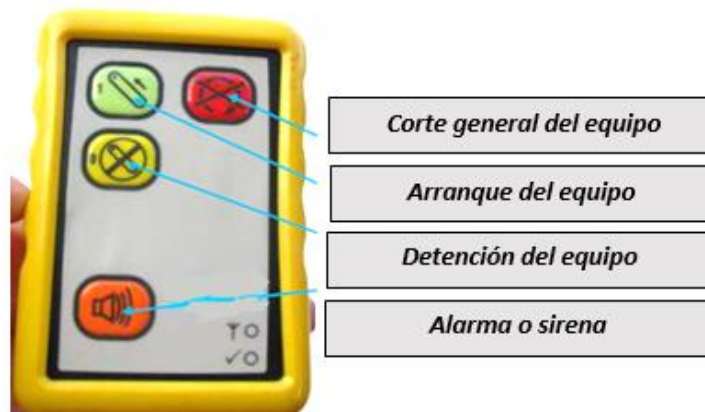 Corte general del equipo
Arranque del equipo
Detención del equipo
Alarma o sirena